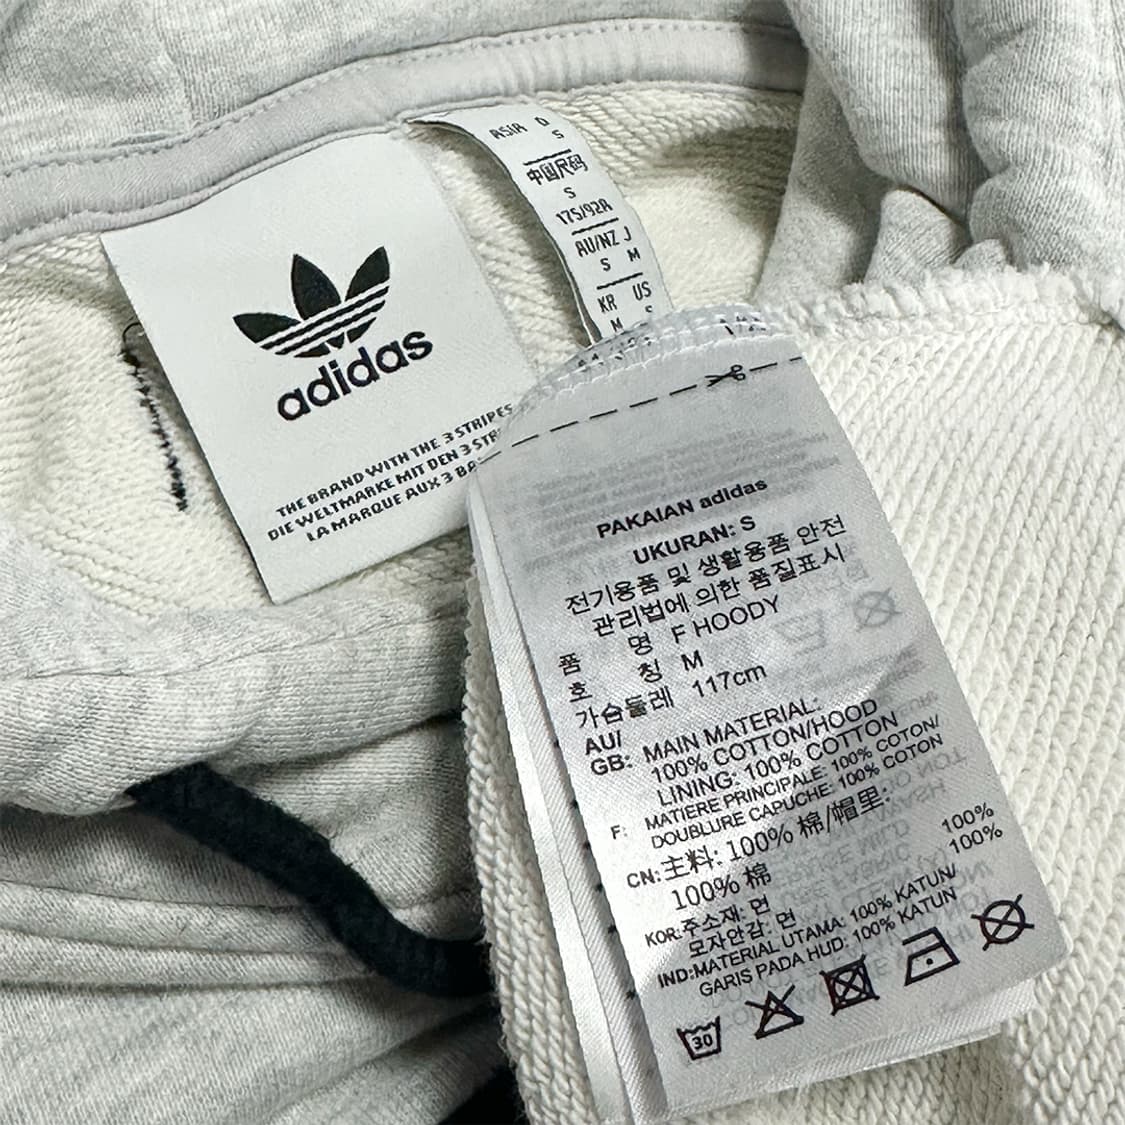 adidas
THE BRAND WITH THE 3 STRIPES
DIE WELTMARKE MIT DEN 3
LA MARQUE AUX 3
ASIA D
S
中国尺码
S
175/92A
AU/NZ J
S M
KR US
M S
PAKAIAN adidas
UKURAN: S
전기용품 및 생활용품 안전
관리법에 의한 품질표시
품 명 F HOODY
호 칭 M
가슴둘레 117cm
AU/
GB: MAIN MATERIAL:
100% COTTON/HOOD
LINING: 100% COTTON
F: MATIERE PRINCIPALE: 100% COTON/
DOUBLURE CAPUCHE: 100% COTON
CN: 主料: 100% 棉/帽里: 100%
100% 棉 100%
KOR: 주소재: 면
모자안감: 면
IND: MATERIAL UTAMA: 100% KATUN/
GARIS PADA HUD: 100% KATUN
30